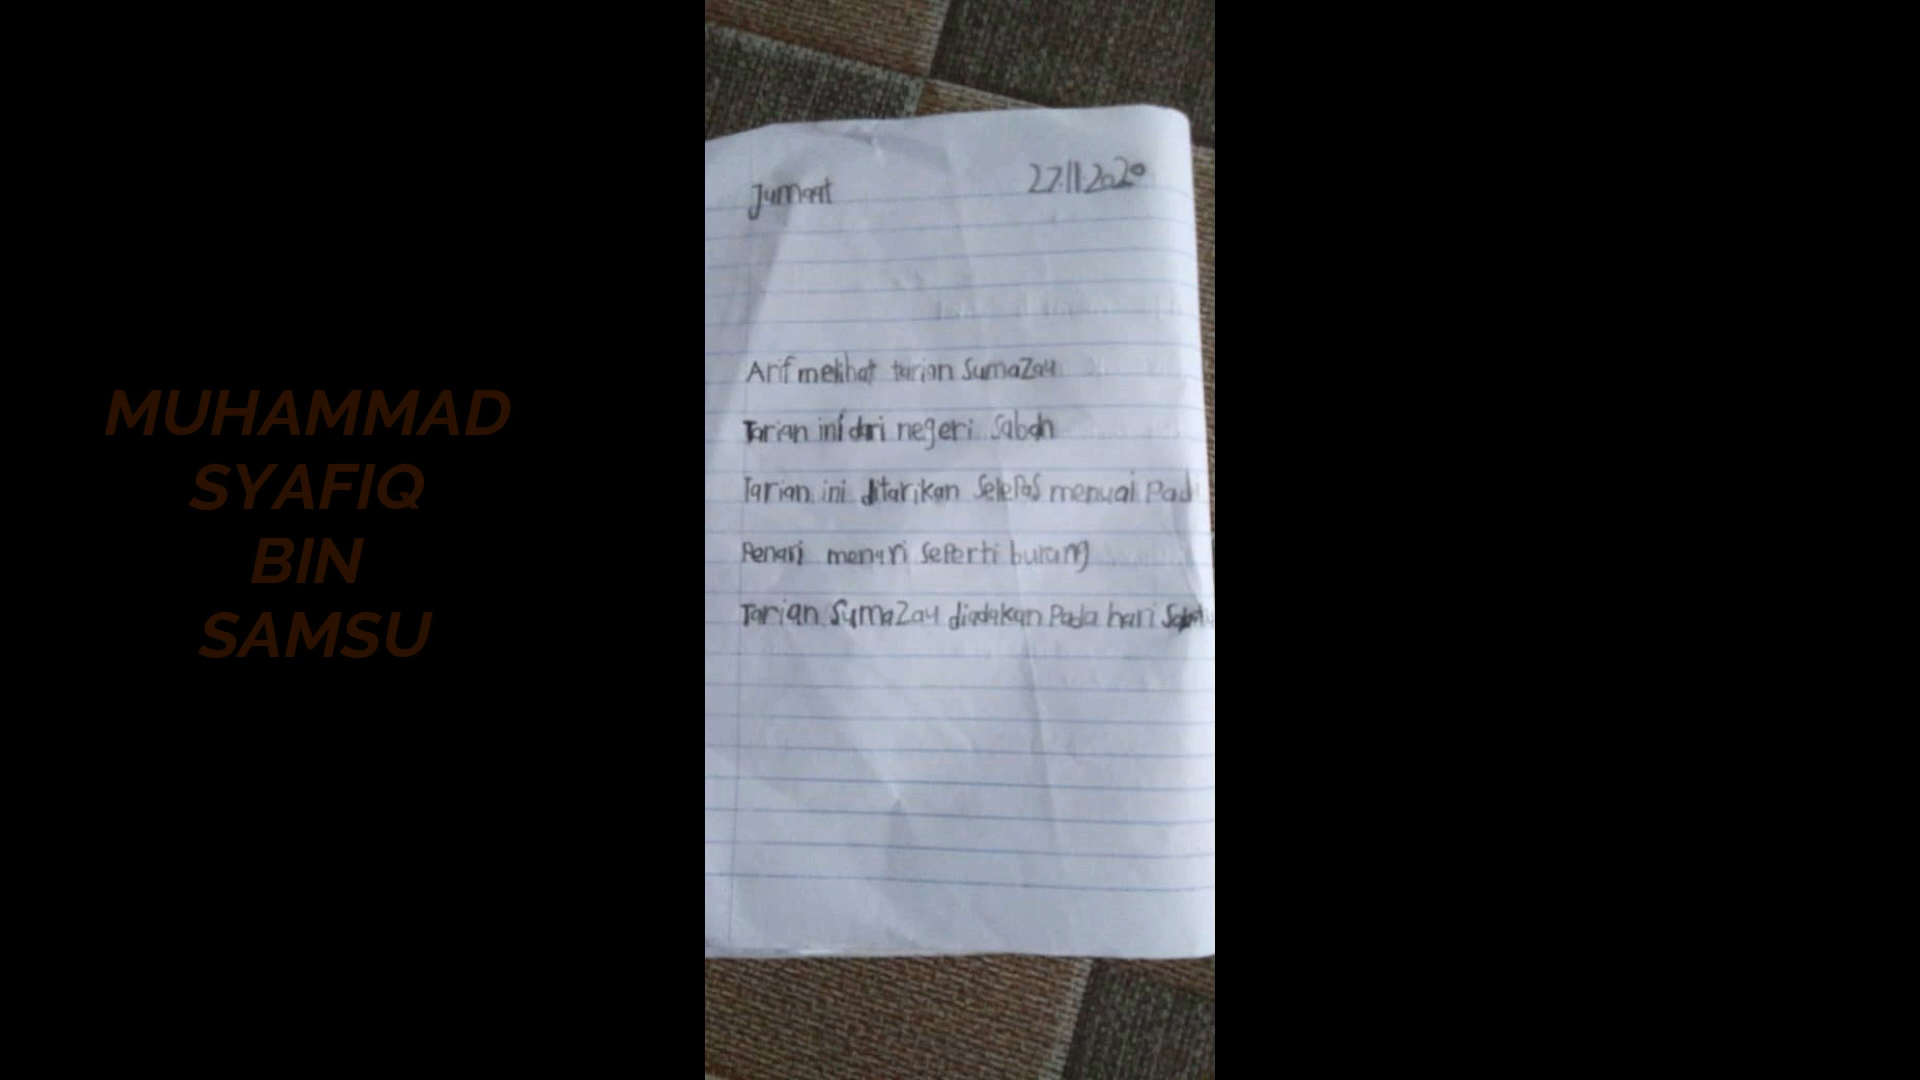 MUHAMMAD
SYAFIQ
BIN
SAMSU
Jumaat 27.11.2020
Arif melihat tarian SumaZau
Tarian ini dari negeri Sabah
Tarian ini ditarikan Selepas menuai Padi
Penari menari Seperti burung
Tarian SumaZau diadakan Pada hari Sabtu